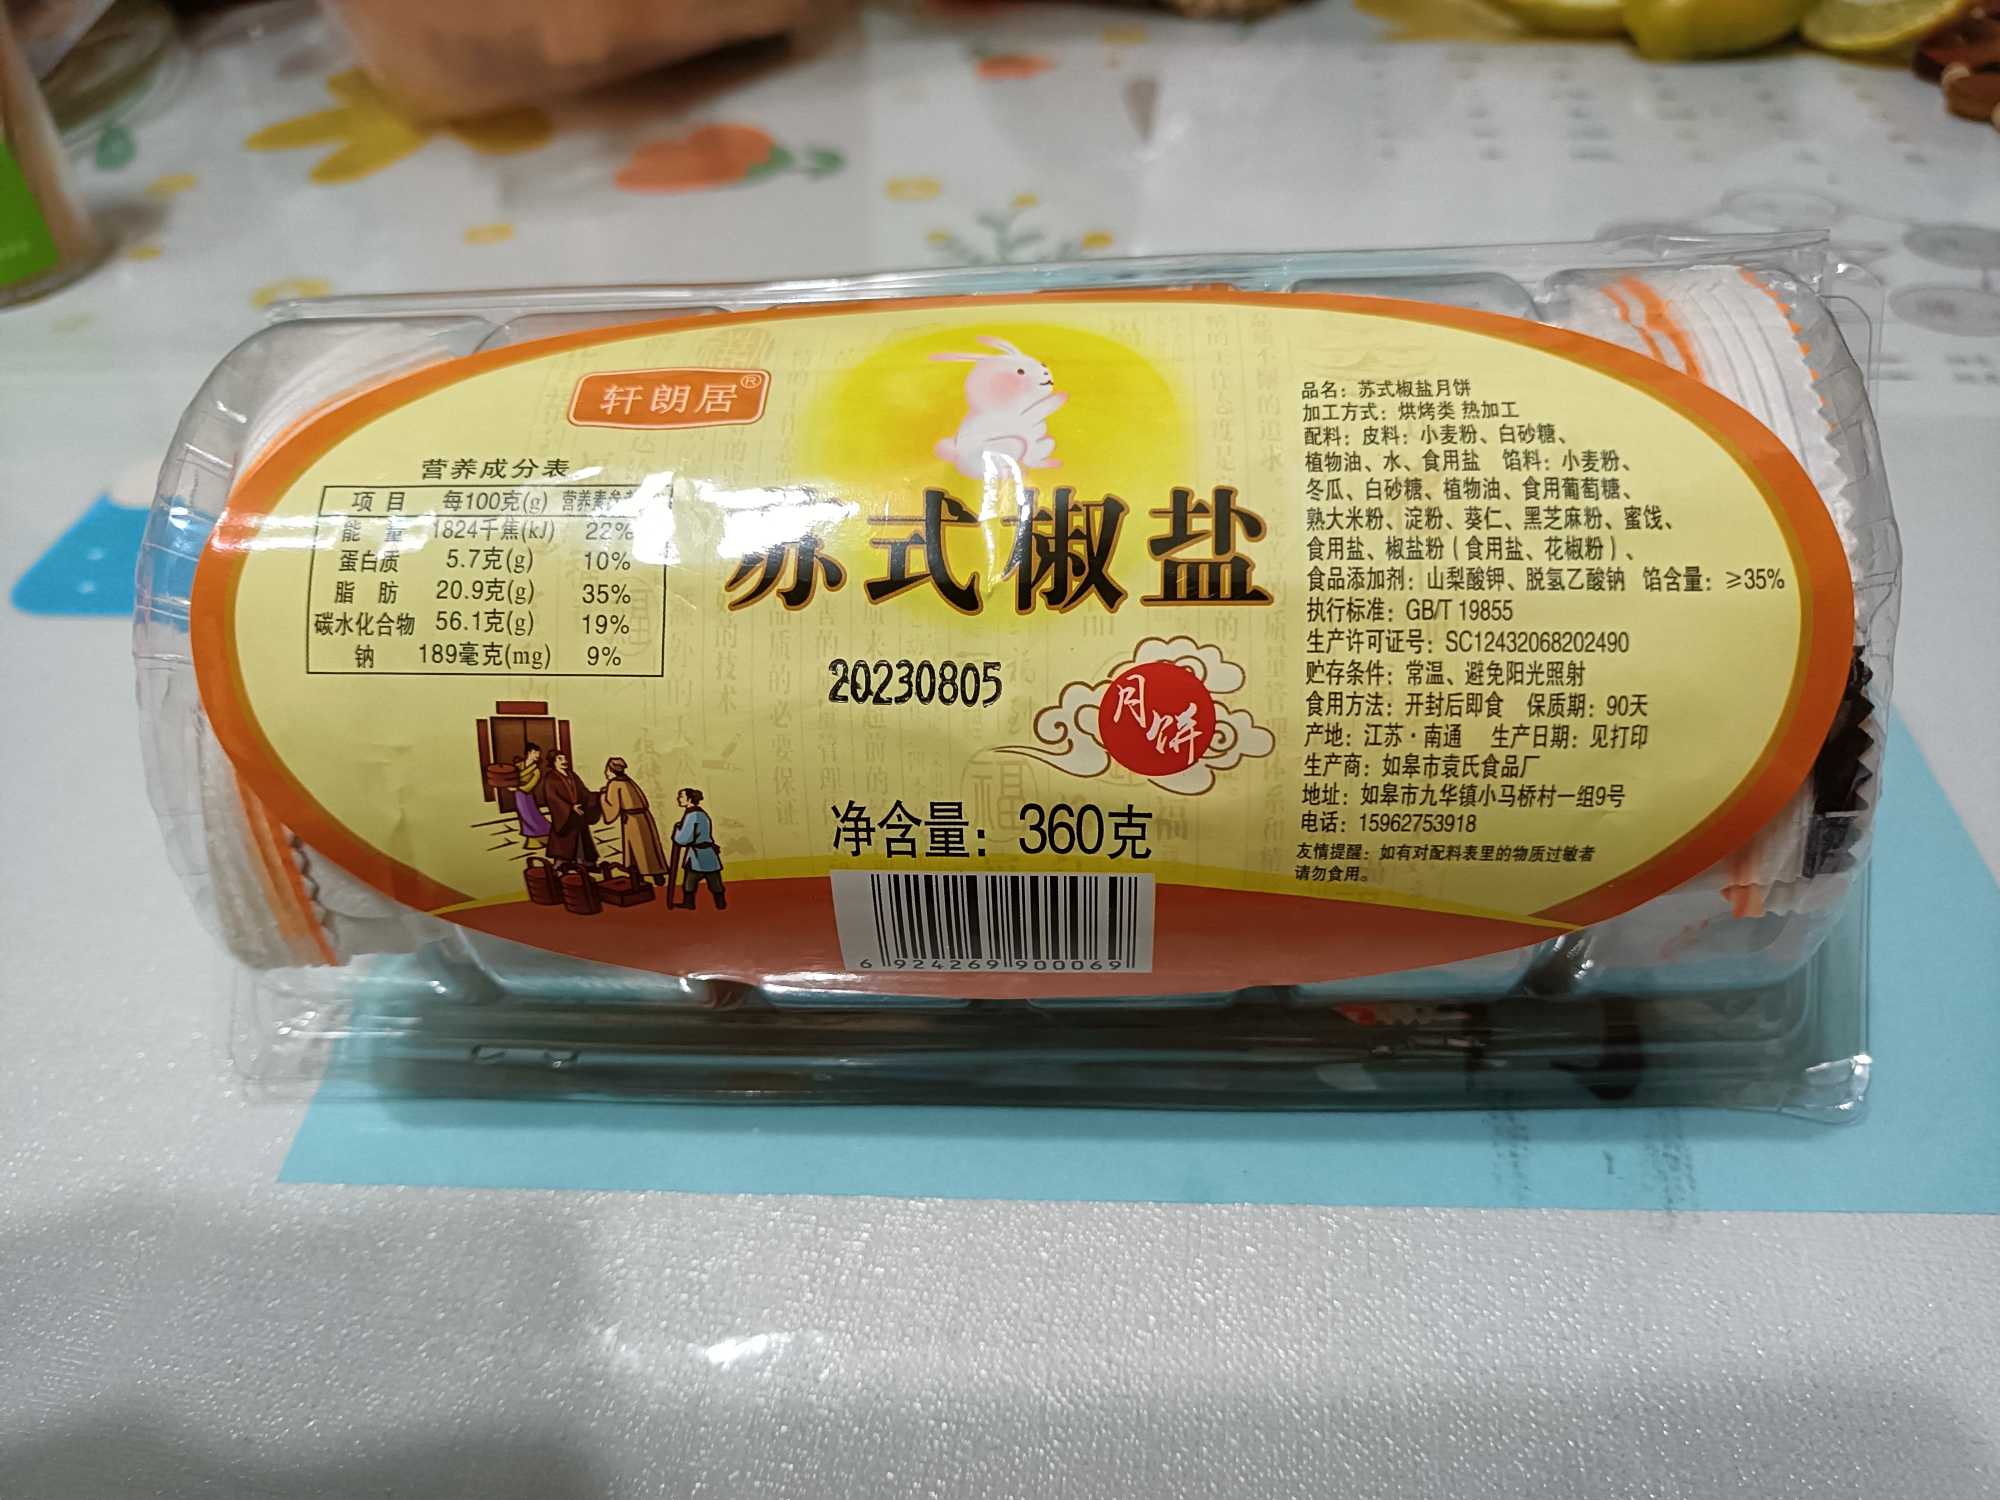 轩朗居®
营养成分表
项 目 每100克(g) 营养素参考
能 量 1824千焦(kJ) 22%
蛋白质 5.7克(g) 10%
脂 肪 20.9克(g) 35%
碳水化合物 56.1克(g) 19%
钠 189毫克(mg) 9%
苏式椒盐
20230805
月饼
净含量：360克
6 924269 900069
品名：苏式椒盐月饼
加工方式：烘烤类 热加工
配料：皮料：小麦粉、白砂糖、
植物油、水、食用盐 馅料：小麦粉、
冬瓜、白砂糖、植物油、食用葡萄糖、
熟大米粉、淀粉、葵仁、黑芝麻粉、蜜饯、
食用盐、椒盐粉（食用盐、花椒粉）、
食品添加剂：山梨酸钾、脱氢乙酸钠 馅含量：≥35%
执行标准：GB/T 19855
生产许可证号：SC12432068202490
贮存条件：常温、避免阳光照射
食用方法：开封后即食 保质期：90天
产地：江苏·南通 生产日期：见打印
生产商：如皋市袁氏食品厂
地址：如皋市九华镇小马桥村一组9号
电话：15962753918
友情提醒：如有对配料表里的物质过敏者
请勿食用。